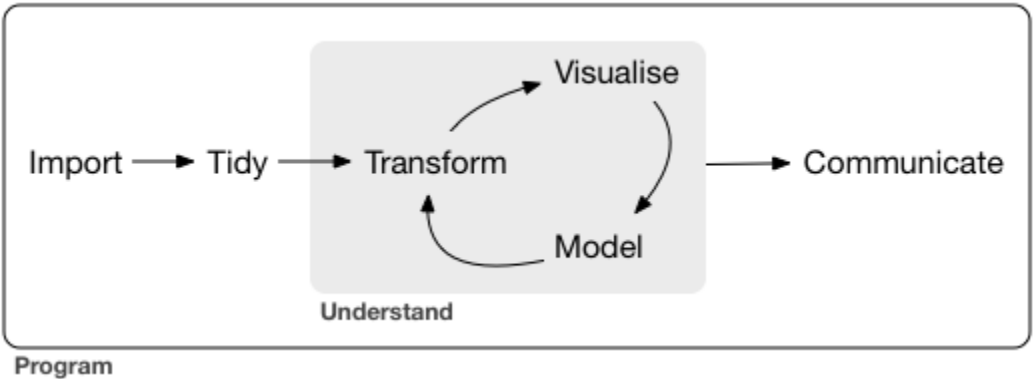 Visualise
Import
Tidy
Transform
Communicate
Model
Understand
Program